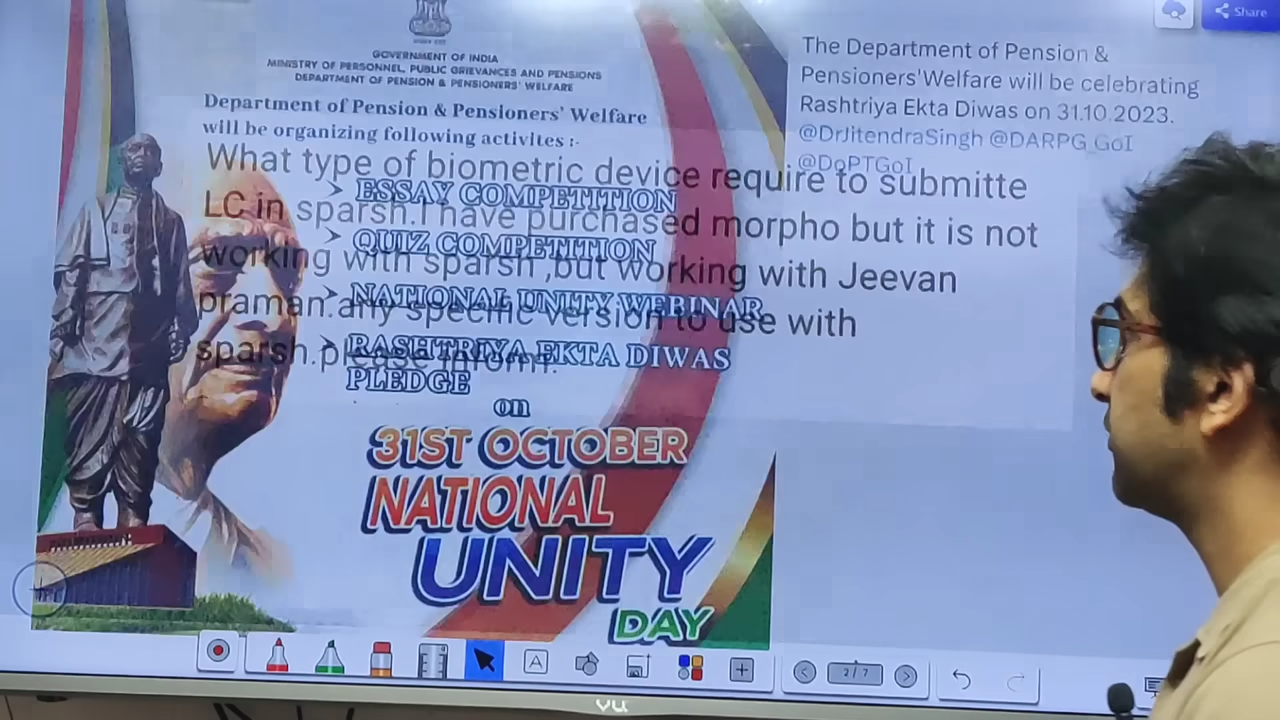 GOVERNMENT OF INDIA
MINISTRY OF PERSONNEL, PUBLIC GRIEVANCES AND PENSIONS
DEPARTMENT OF PENSION & PENSIONERS' WELFARE
Department of Pension & Pensioners' Welfare
will be organizing following activites :-
➤ ESSAY COMPETITION
➤ QUIZ COMPETITION
➤ NATIONAL UNITY WEBINAR
➤ RASHTRIYA EKTA DIWAS
PLEDGE
on
31ST OCTOBER
NATIONAL
UNITY
DAY
What type of biometric device require to submitte
LC in sparsh.I have purchased morpho but it is not
working with sparsh ,but working with Jeevan
praman.any specific version to use with
sparsh.please inform.
The Department of Pension &
Pensioners'Welfare will be celebrating
Rashtriya Ekta Diwas on 31.10.2023.
@DrJitendraSingh @DARPG_GoI
@DoPTGoI
Share
A
2/7
VU